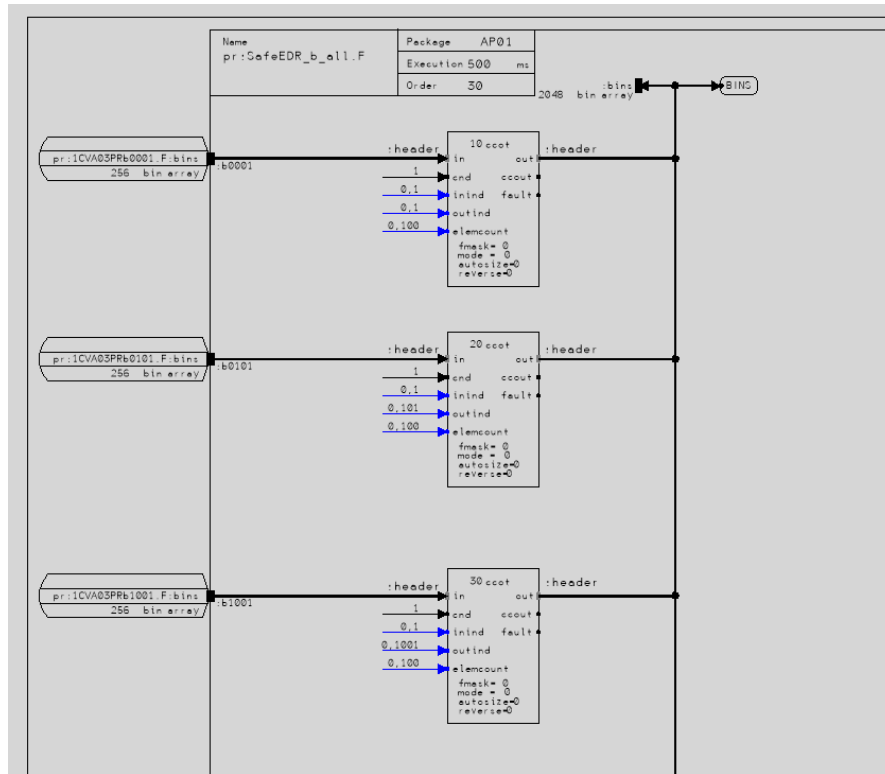 Name
pr:SafeEDR_b_all.F
Package AP01
Execution 500 ms
Order 30
:bins
2048 bin array
BINS
pr:1CVA03PRb0001.F:bins
256 bin array
:b0001
:header
10 ccot
:header
in out
1 cnd ccout
0,1 inind fault
0,1 outind
0,100 elemcount
fmask= 0
mode = 0
autosize=0
reverse=0
pr:1CVA03PRb0101.F:bins
256 bin array
:b0101
:header
20 ccot
:header
in out
1 cnd ccout
0,1 inind fault
0,101 outind
0,100 elemcount
fmask= 0
mode = 0
autosize=0
reverse=0
pr:1CVA03PRb1001.F:bins
256 bin array
:b1001
:header
30 ccot
:header
in out
1 cnd ccout
0,1 inind fault
0,1001 outind
0,100 elemcount
fmask= 0
mode = 0
autosize=0
reverse=0